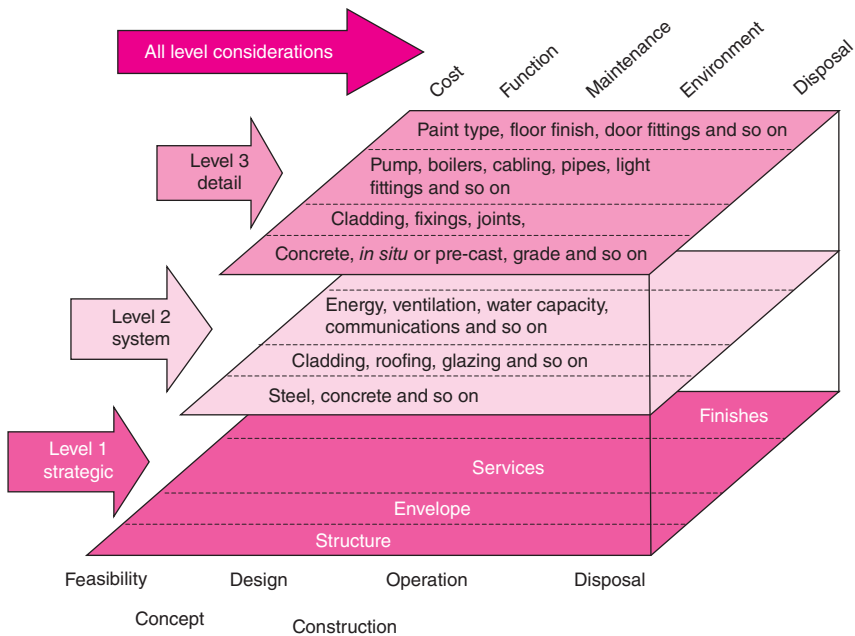 All level considerations
Cost
Function
Maintenance
Environment
Disposal
Level 3
detail
Paint type, floor finish, door fittings and so on
Pump, boilers, cabling, pipes, light
fittings and so on
Cladding, fixings, joints,
Concrete, in situ or pre-cast, grade and so on
Level 2
system
Energy, ventilation, water capacity,
communications and so on
Cladding, roofing, glazing and so on
Steel, concrete and so on
Level 1
strategic
Finishes
Services
Envelope
Structure
Feasibility
Design
Operation
Disposal
Concept
Construction